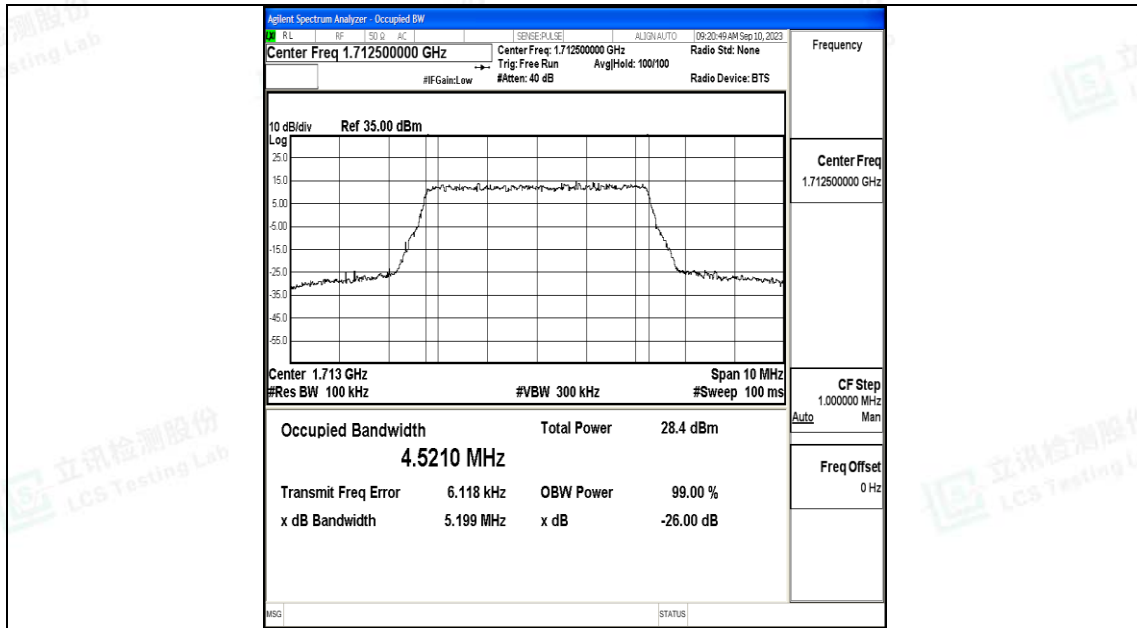 Agilent Spectrum Analyzer - Occupied BW
LXI RL RF 50 Ω AC SENSE:PULSE ALIGNAUTO 09:20:49 AM Sep 10, 2023
Center Freq 1.712500000 GHz
Center Freq: 1.712500000 GHz
Radio Std: None
Trig: Free Run Avg|Hold: 100/100
#IFGain:Low
#Atten: 40 dB
Radio Device: BTS
Frequency
10 dB/div Ref 35.00 dBm
Log
25.0
15.0
5.00
-5.00
-15.0
-25.0
-35.0
-45.0
-55.0
Center Freq
1.712500000 GHz
Center 1.713 GHz Span 10 MHz
#Res BW 100 kHz #VBW 300 kHz #Sweep 100 ms
CF Step
1.000000 MHz
Auto Man
Occupied Bandwidth Total Power 28.4 dBm
4.5210 MHz
Transmit Freq Error 6.118 kHz OBW Power 99.00 %
x dB Bandwidth 5.199 MHz x dB -26.00 dB
Freq Offset
0 Hz
MSG STATUS
立讯检测股份
LCS Testing Lab